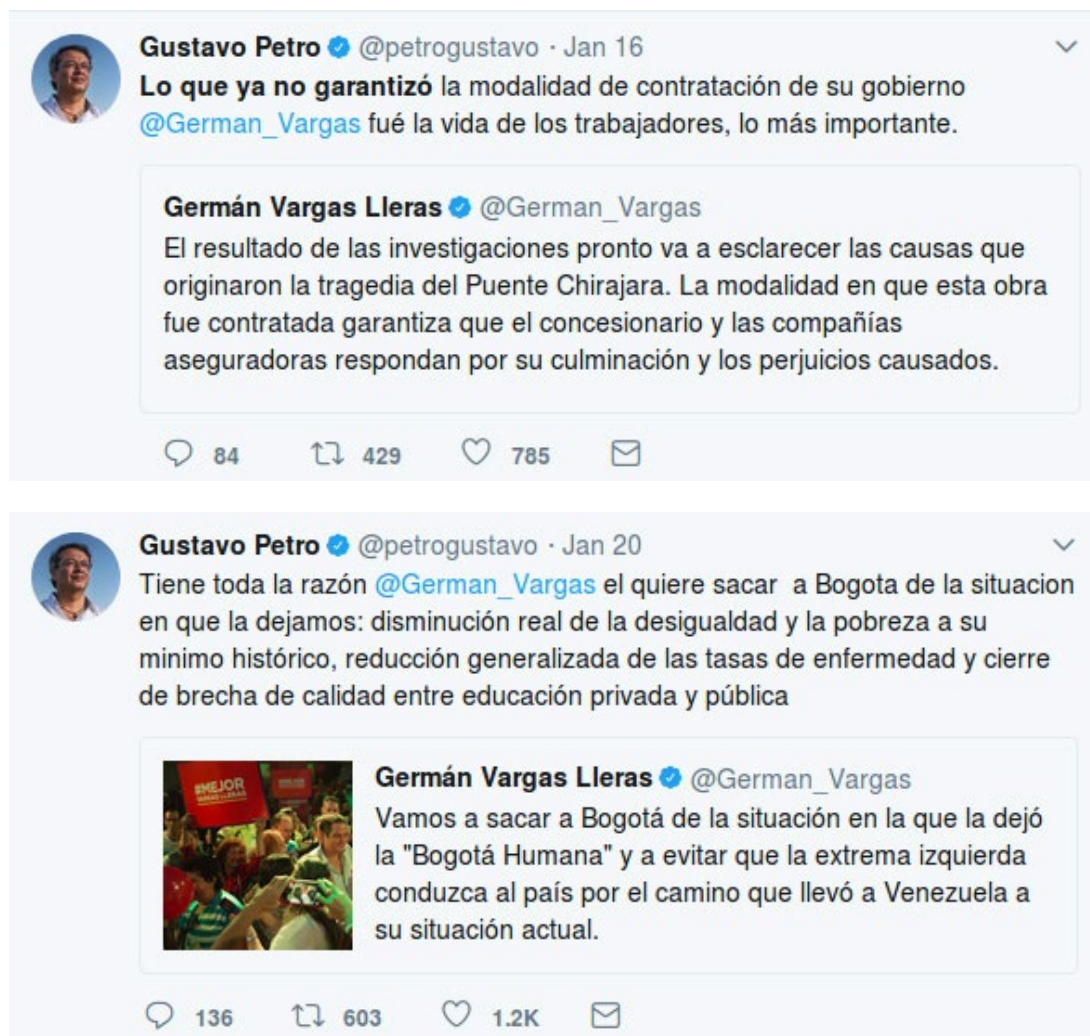 Gustavo Petro @petrogustavo · Jan 16
Lo que ya no garantizó la modalidad de contratación de su gobierno
@German_Vargas fué la vida de los trabajadores, lo más importante.
Germán Vargas Lleras @German_Vargas
El resultado de las investigaciones pronto va a esclarecer las causas que
originaron la tragedia del Puente Chirajara. La modalidad en que esta obra
fue contratada garantiza que el concesionario y las compañías
aseguradoras respondan por su culminación y los perjuicios causados.
84 429 785
Gustavo Petro @petrogustavo · Jan 20
Tiene toda la razón @German_Vargas el quiere sacar a Bogota de la situacion
en que la dejamos: disminución real de la desigualdad y la pobreza a su
minimo histórico, reducción generalizada de las tasas de enfermedad y cierre
de brecha de calidad entre educación privada y pública
#MEJOR
VARGAS LLERAS
Germán Vargas Lleras @German_Vargas
Vamos a sacar a Bogotá de la situación en la que la dejó
la "Bogotá Humana" y a evitar que la extrema izquierda
conduzca al país por el camino que llevó a Venezuela a
su situación actual.
136 603 1.2K